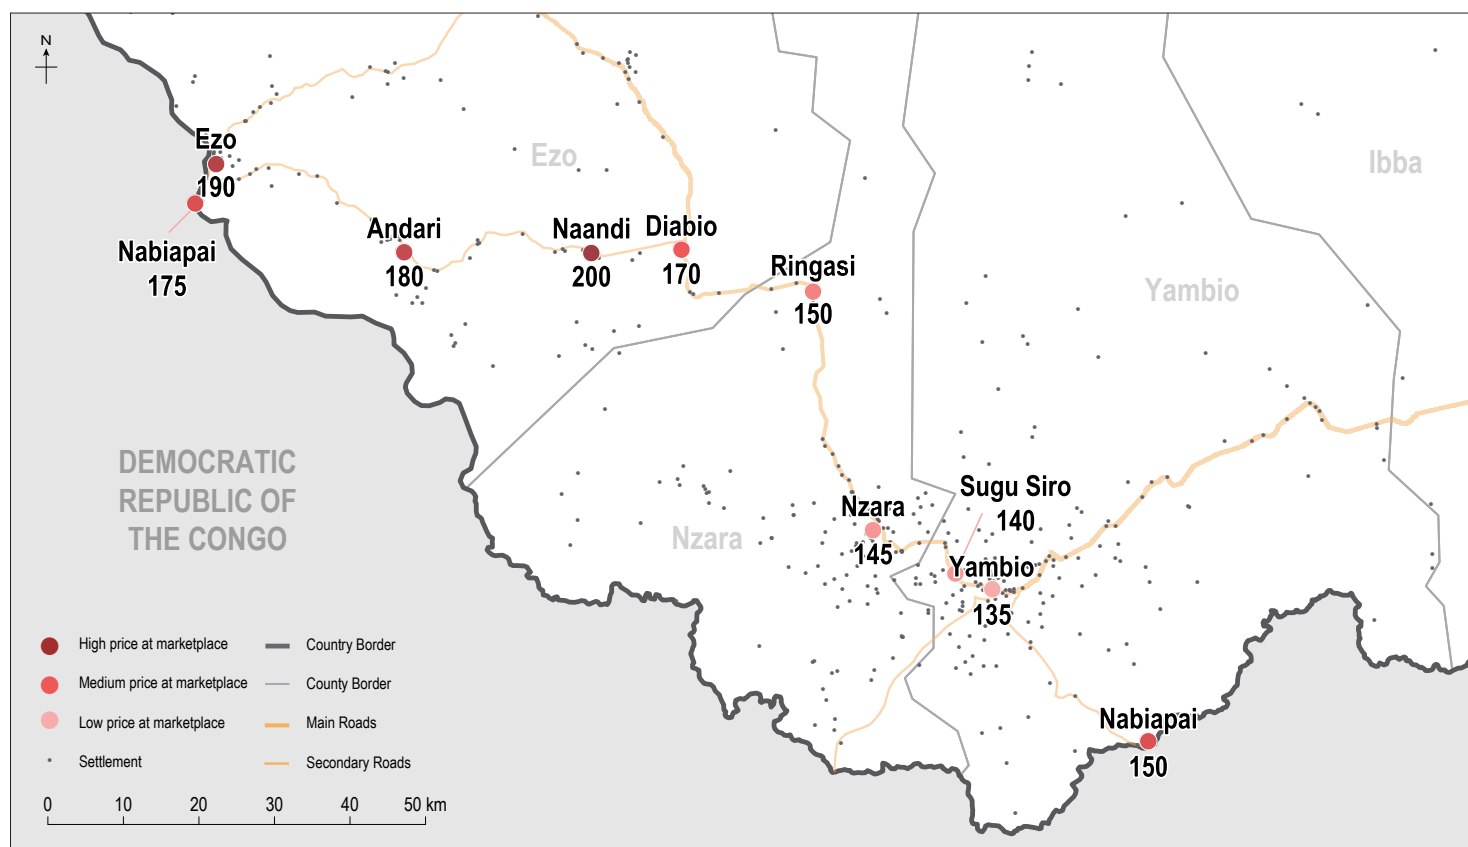 N
Ezo
190
Nabiapai
175
Andari
180
Naandi
200
Diabio
170
Ringasi
150
Ezo
Ibba
Yambio
DEMOCRATIC
REPUBLIC OF
THE CONGO
Nzara
Nzara
145
Sugu Siro
140
Yambio
135
Nabiapai
150
High price at marketplace
Medium price at marketplace
Low price at marketplace
Settlement
Country Border
County Border
Main Roads
Secondary Roads
0 10 20 30 40 50 km